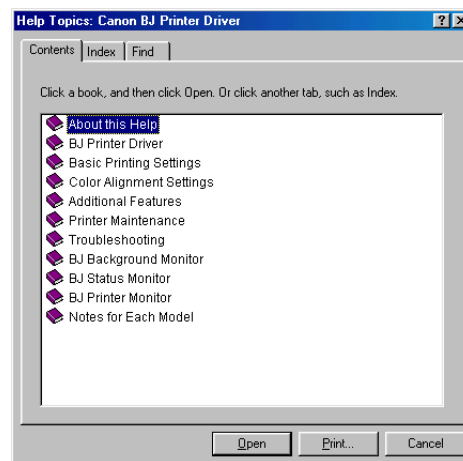 Help Topics: Canon BJ Printer Driver
Contents Index Find
Click a book, and then click Open. Or click another tab, such as Index.
About this Help
BJ Printer Driver
Basic Printing Settings
Color Alignment Settings
Additional Features
Printer Maintenance
Troubleshooting
BJ Background Monitor
BJ Status Monitor
BJ Printer Monitor
Notes for Each Model
Open Print... Cancel